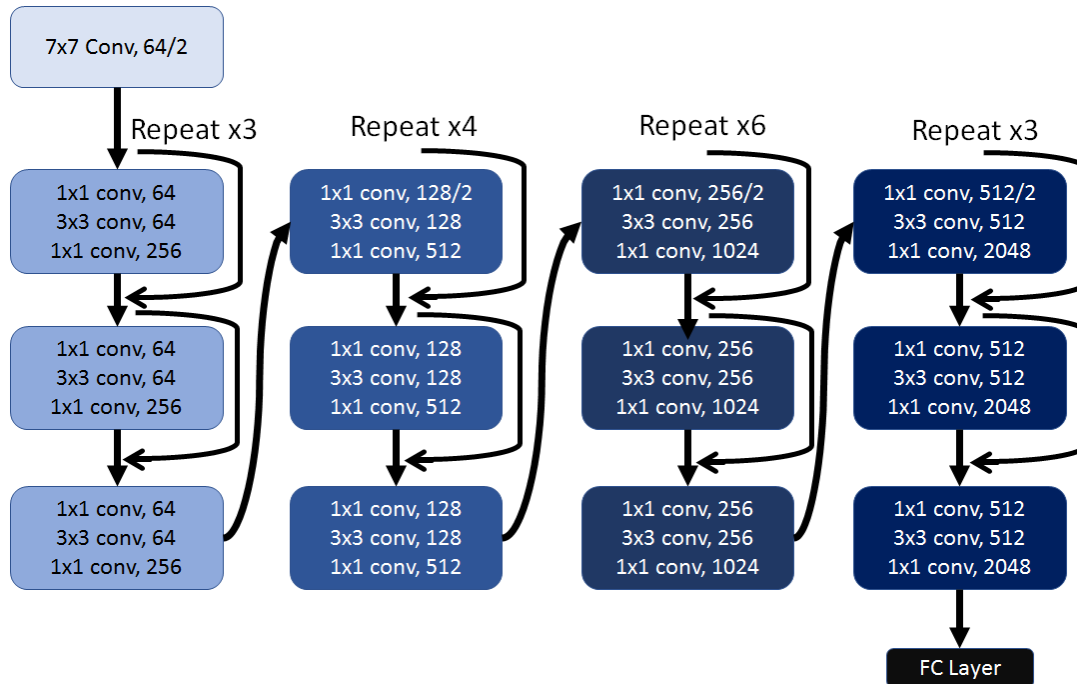 7x7 Conv, 64/2
Repeat x3
1x1 conv, 64
3x3 conv, 64
1x1 conv, 256
1x1 conv, 64
3x3 conv, 64
1x1 conv, 256
1x1 conv, 64
3x3 conv, 64
1x1 conv, 256
Repeat x4
1x1 conv, 128/2
3x3 conv, 128
1x1 conv, 512
1x1 conv, 128
3x3 conv, 128
1x1 conv, 512
1x1 conv, 128
3x3 conv, 128
1x1 conv, 512
Repeat x6
1x1 conv, 256/2
3x3 conv, 256
1x1 conv, 1024
1x1 conv, 256
3x3 conv, 256
1x1 conv, 1024
1x1 conv, 256
3x3 conv, 256
1x1 conv, 1024
Repeat x3
1x1 conv, 512/2
3x3 conv, 512
1x1 conv, 2048
1x1 conv, 512
3x3 conv, 512
1x1 conv, 2048
1x1 conv, 512
3x3 conv, 512
1x1 conv, 2048
FC Layer